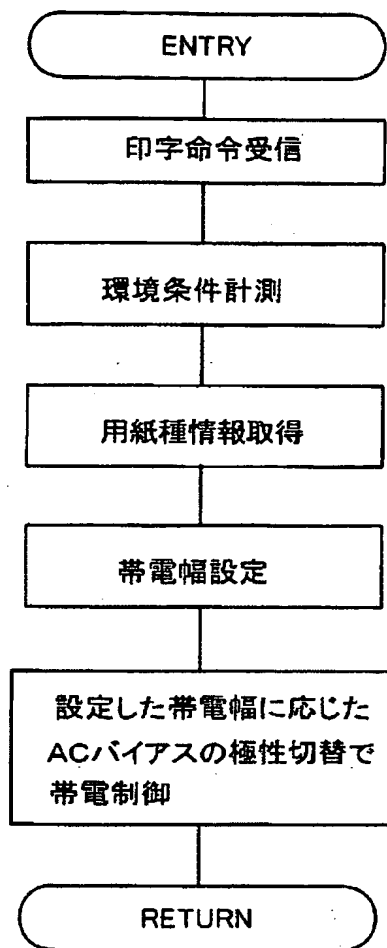 ENTRY
印字命令受信
環境条件計測
用紙種情報取得
帯電幅設定
設定した帯電幅に応じた
ACバイアスの極性切替で
帯電制御
RETURN